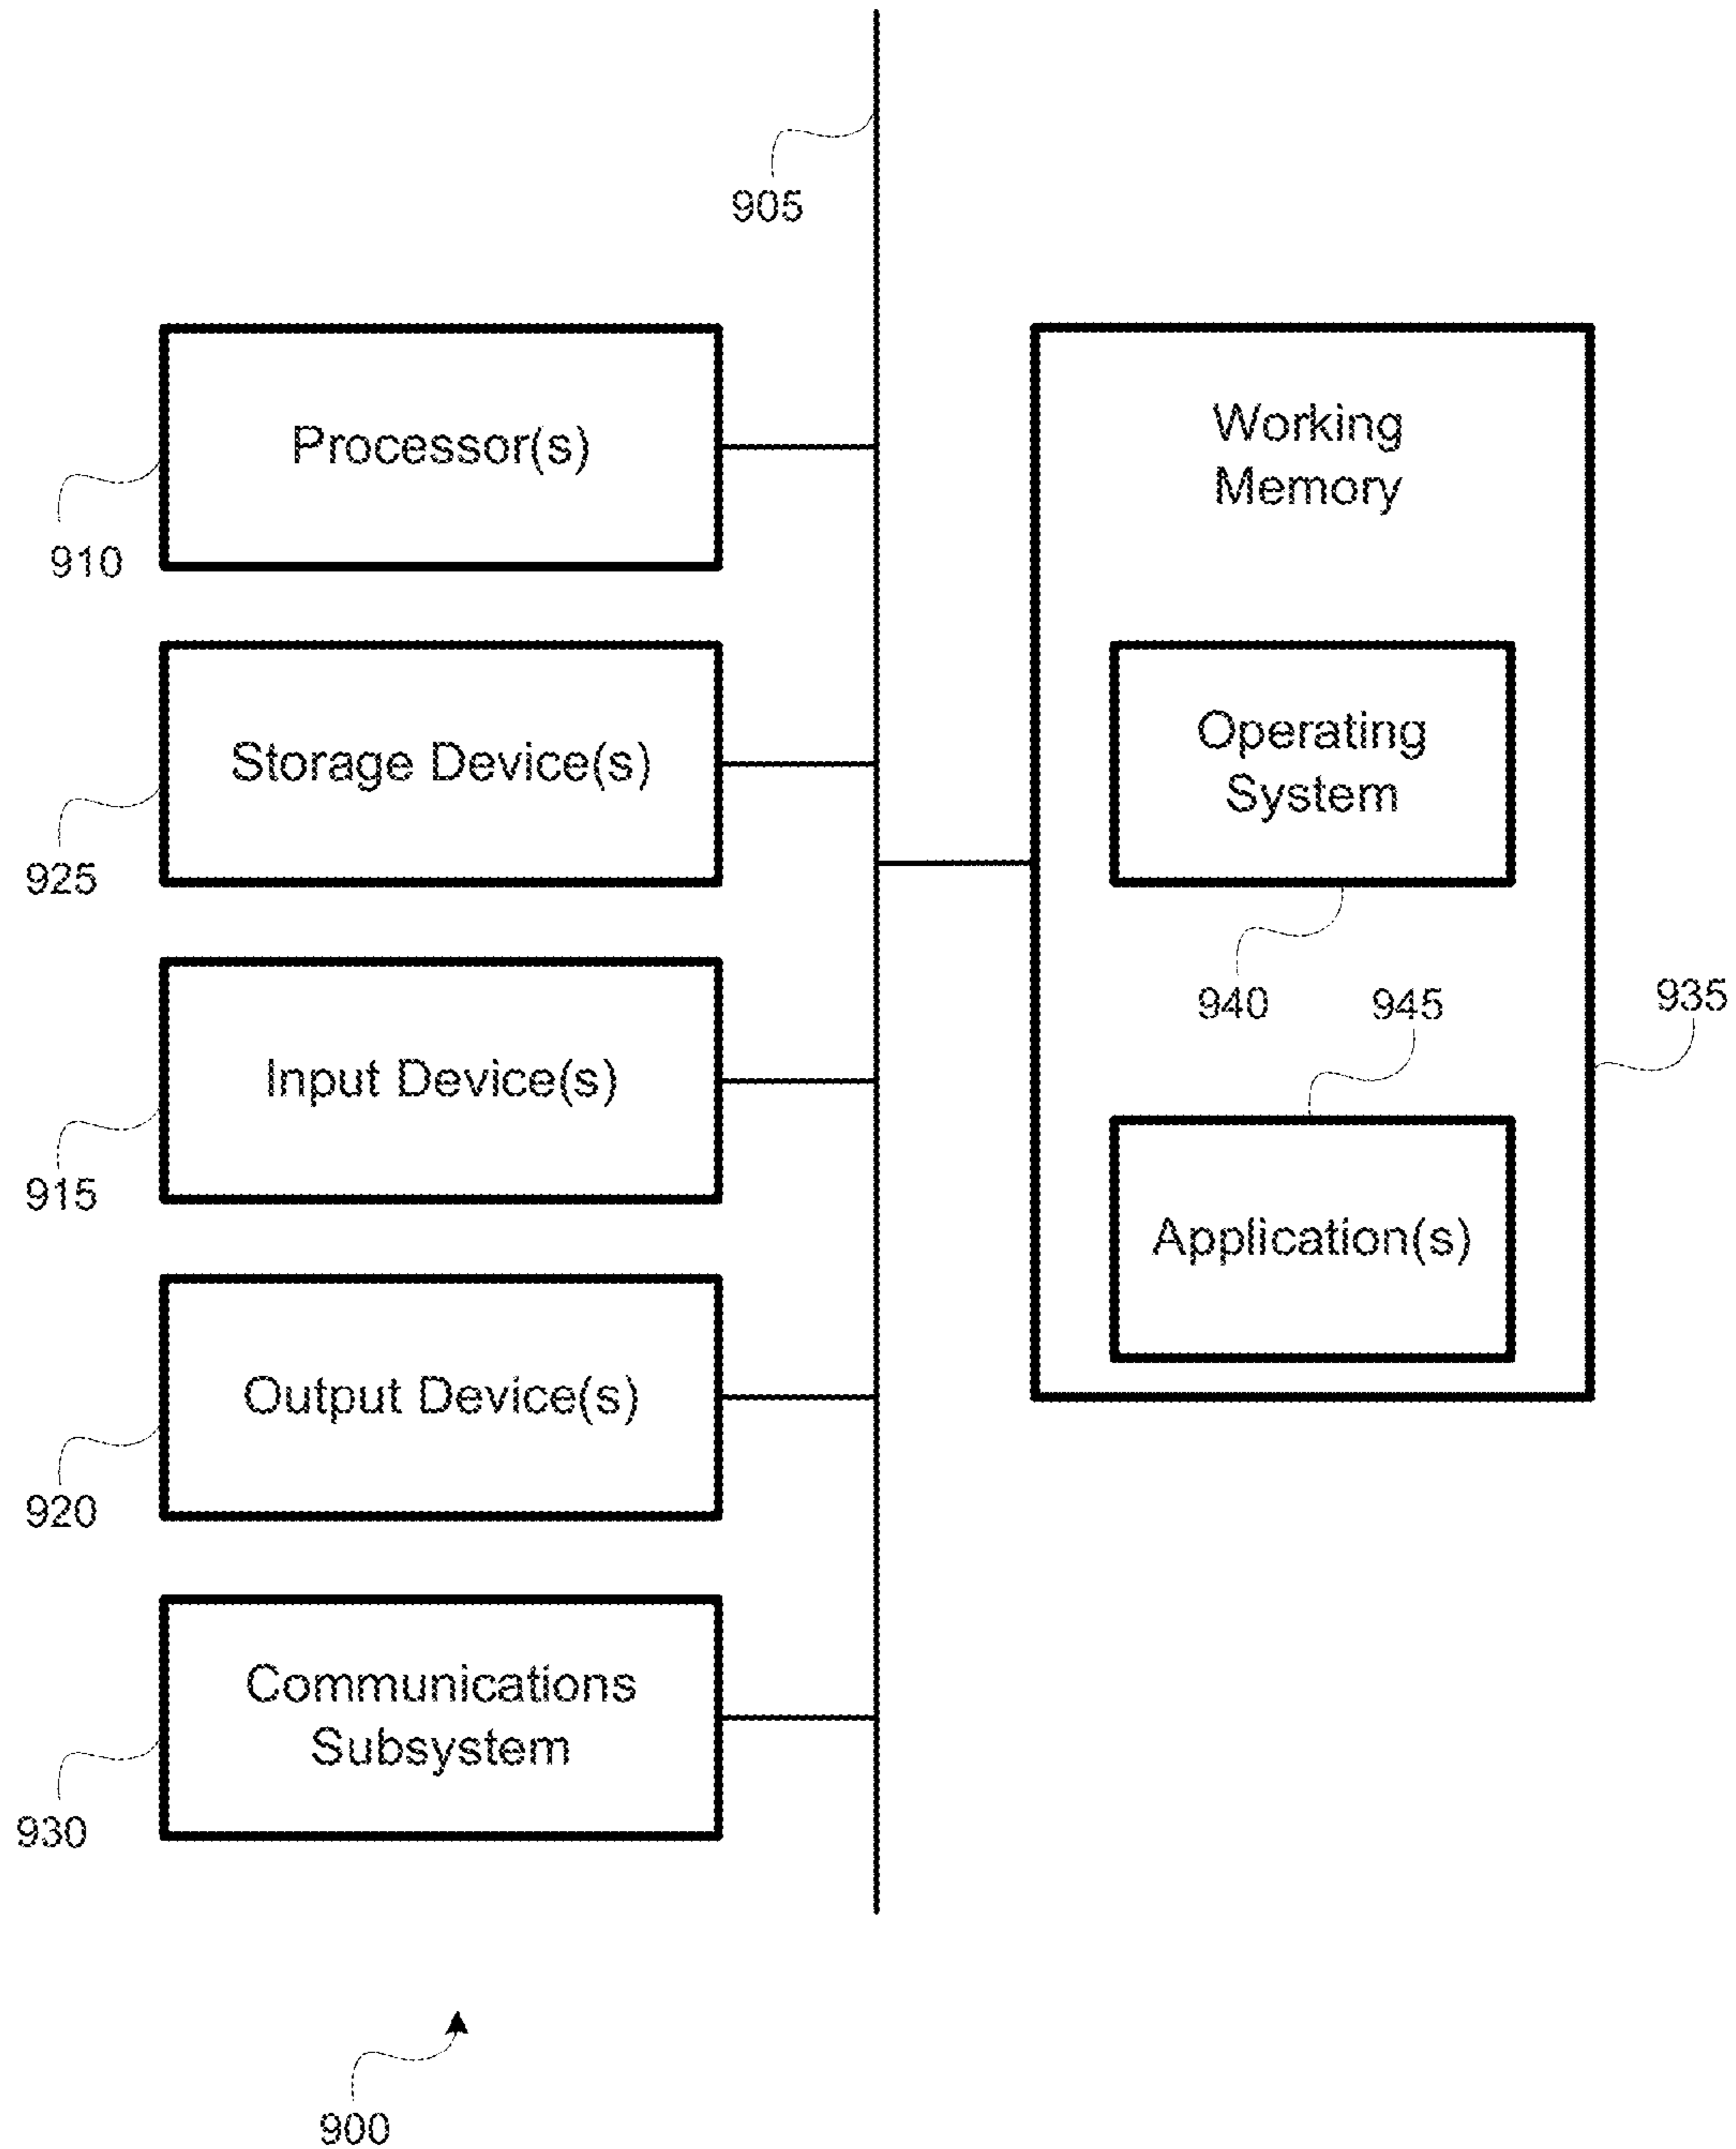 905
Processor(s)
910
Storage Device(s)
925
Input Device(s)
915
Output Device(s)
920
Communications
Subsystem
930
Working
Memory
Operating
System
940
945
935
Application(s)
900